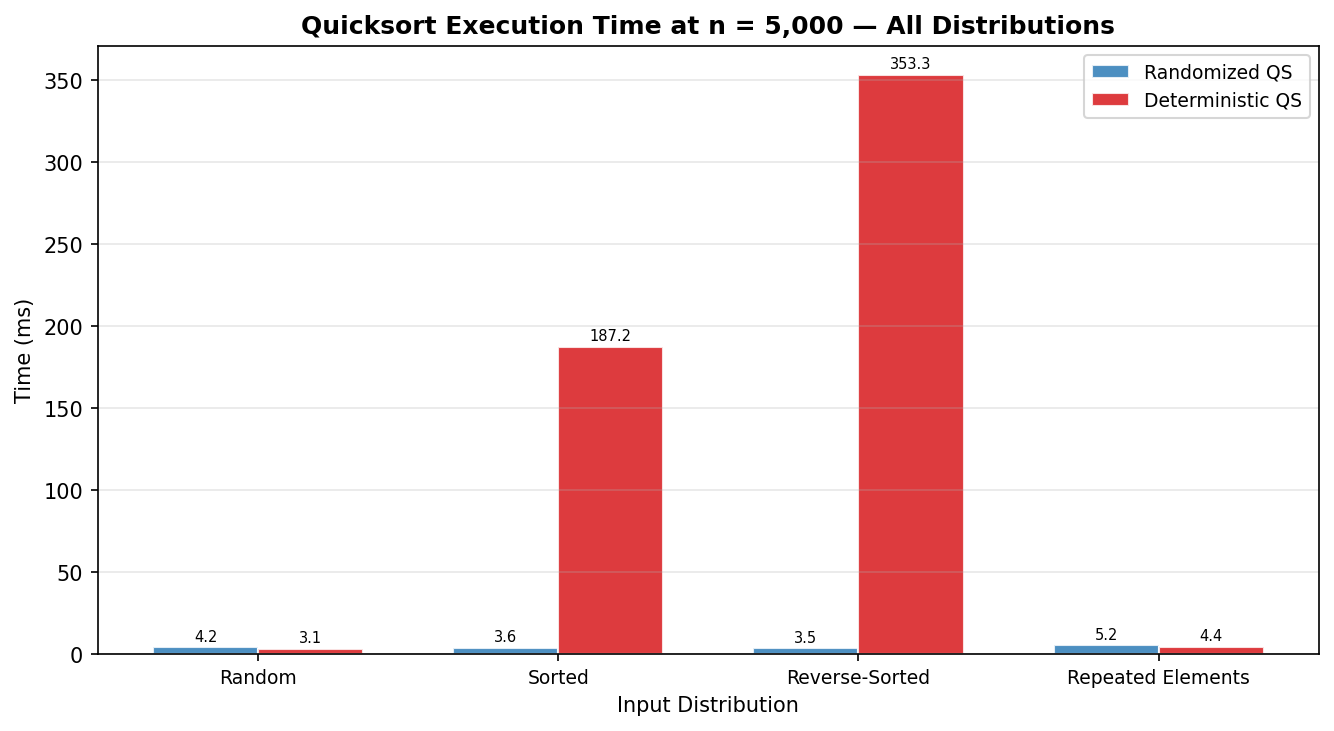 Quicksort Execution Time at n = 5,000 — All Distributions
Randomized QS
Deterministic QS
Time (ms)
350
300
250
200
150
100
50
0
4.2
3.1
3.6
187.2
3.5
353.3
5.2
4.4
Random
Sorted
Reverse-Sorted
Repeated Elements
Input Distribution